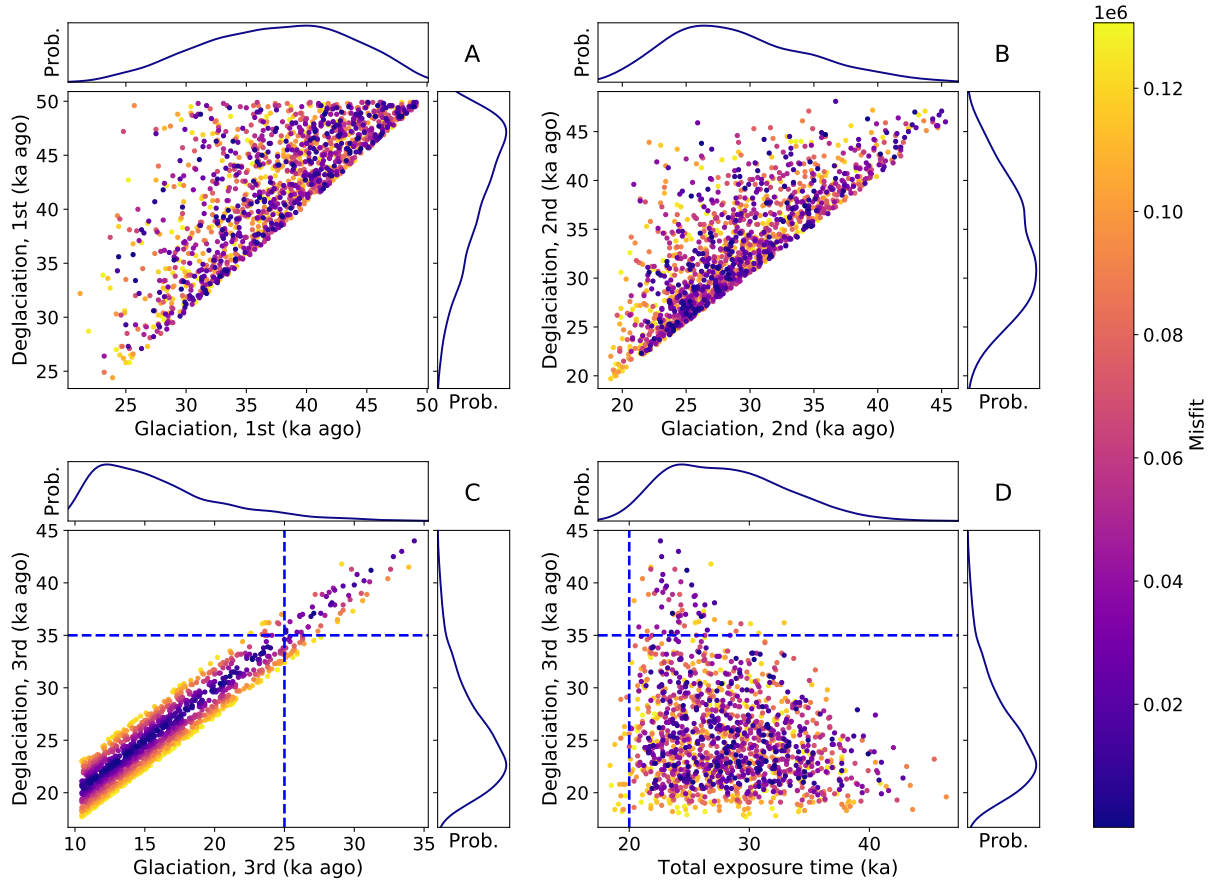 1e6
Prob.
A
Prob.
B
50
45
40
35
30
25
Deglaciation, 1st (ka ago)
25 30 35 40 45 50
Glaciation, 1st (ka ago)
Prob.
45
40
35
30
25
20
Deglaciation, 2nd (ka ago)
20 25 30 35 40 45
Glaciation, 2nd (ka ago)
Prob.
Prob.
C
Prob.
D
45
40
35
30
25
20
Deglaciation, 3rd (ka ago)
10 15 20 25 30 35
Glaciation, 3rd (ka ago)
Prob.
45
40
35
30
25
20
Deglaciation, 3rd (ka ago)
20 30 40
Total exposure time (ka)
Prob.
0.12
0.10
0.08
0.06
0.04
0.02
Misfit